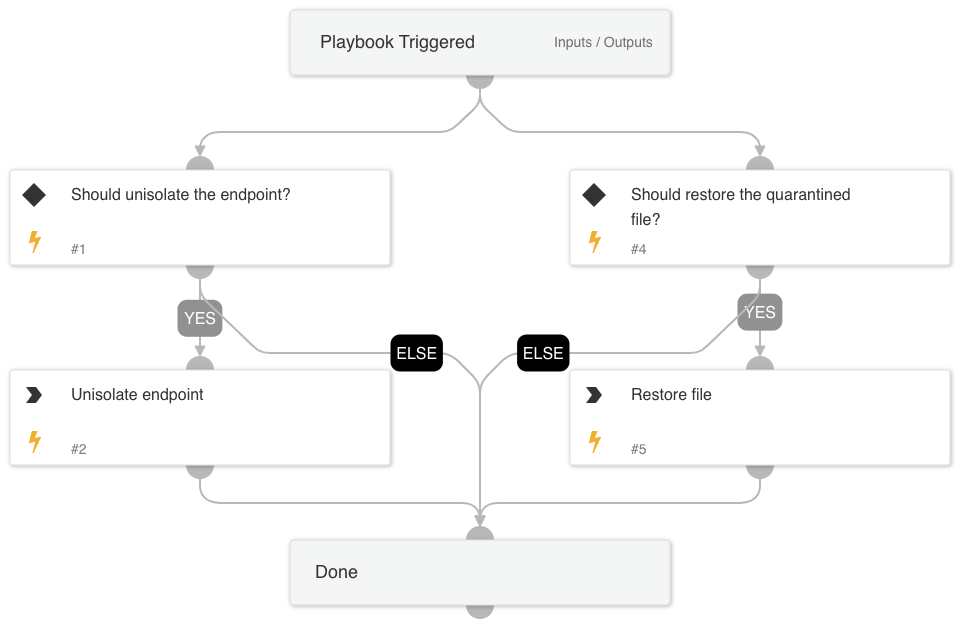 Playbook Triggered
Inputs / Outputs
Should unisolate the endpoint?
#1
Should restore the quarantined
file?
#4
YES
YES
ELSE
ELSE
Unisolate endpoint
#2
Restore file
#5
Done